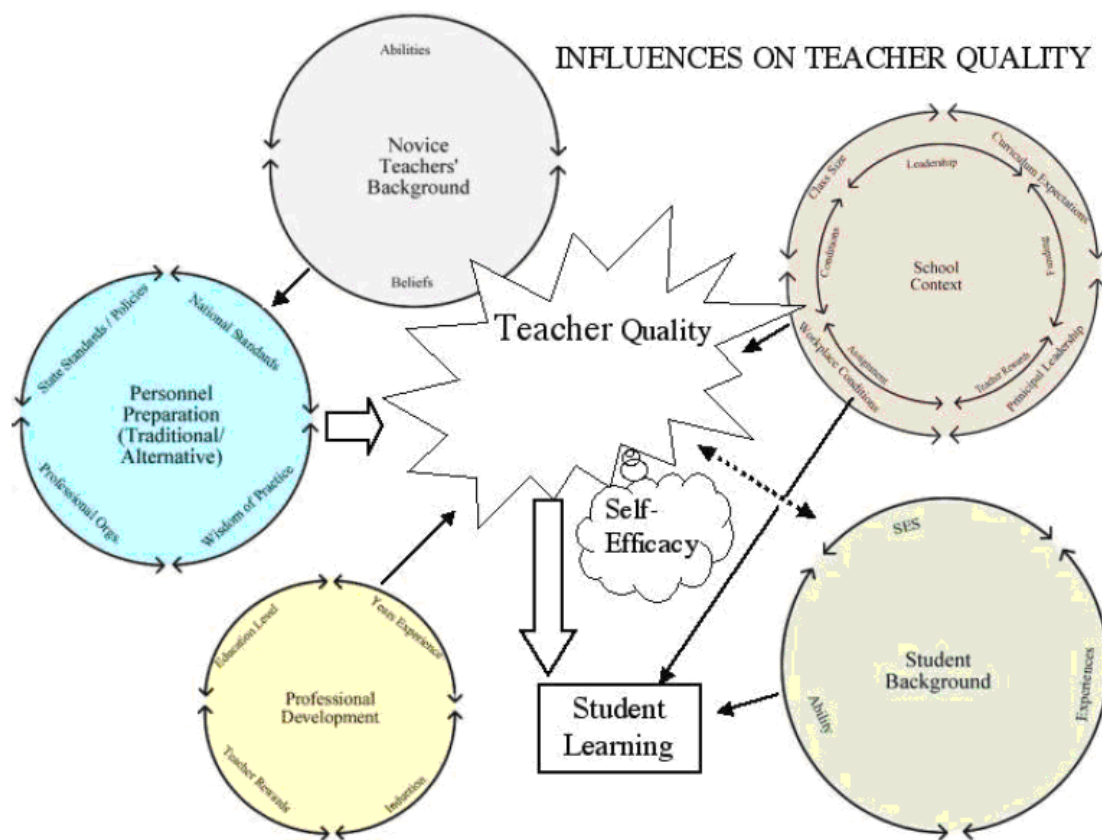 INFLUENCES ON TEACHER QUALITY
Abilities
Novice
Teachers'
Background
Beliefs
Class Size
Curriculum Expectations
Leadership
Conditions
Funding
School
Context
Assignment
Teacher Rewards
Workplace Conditions
Principal Leadership
Teacher Quality
State Standards / Policies
National Standards
Personnel
Preparation
(Traditional/
Alternative)
Professional Orgs.
Wisdom of Practice
Self-
Efficacy
SES
Student
Background
Ability
Experiences
Education Level
Years Experience
Professional
Development
Teacher Rewards
Induction
Student
Learning